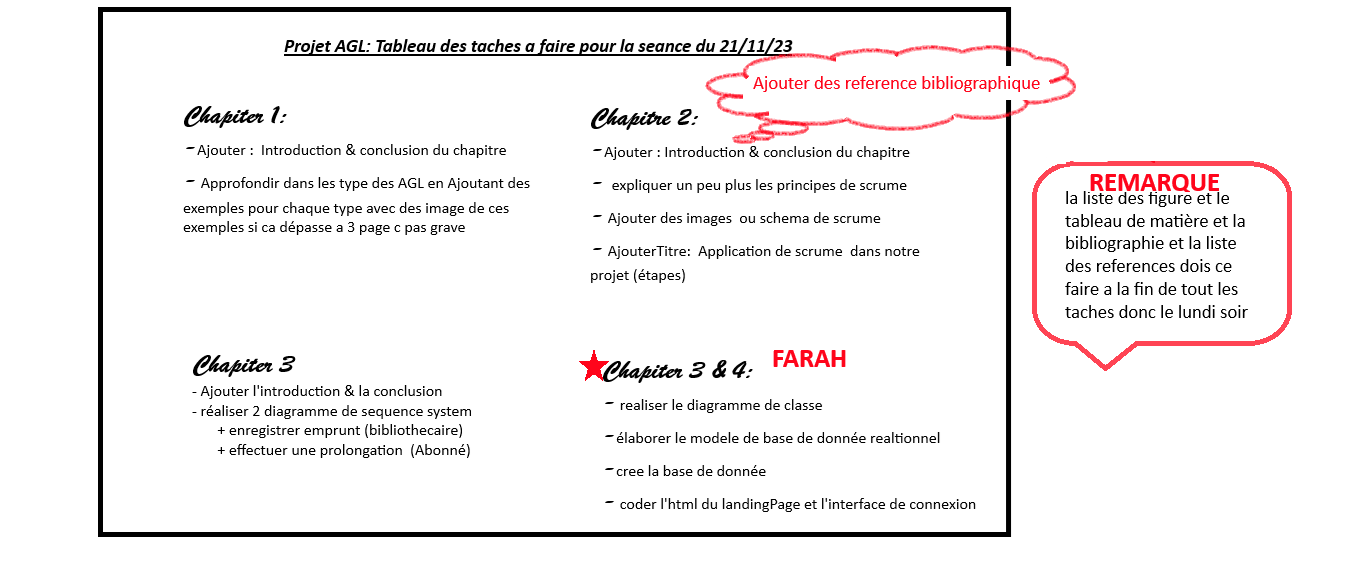 Projet AGL: Tableau des taches a faire pour la seance du 21/11/23
Ajouter des reference bibliographique
Chapiter 1:
- Ajouter : Introduction & conclusion du chapitre
- Approfondir dans les type des AGL en Ajoutant des
exemples pour chaque type avec des image de ces
exemples si ca dépasse a 3 page c pas grave
Chapitre 2:
- Ajouter : Introduction & conclusion du chapitre
- expliquer un peu plus les principes de scrume
- Ajouter des images ou schema de scrume
- AjouterTitre: Application de scrume dans notre
projet (étapes)
REMARQUE
la liste des figure et le
tableau de matière et la
bibliographie et la liste
des references dois ce
faire a la fin de tout les
taches donc le lundi soir
Chapiter 3
- Ajouter l'introduction & la conclusion
- réaliser 2 diagramme de sequence system
+ enregistrer emprunt (bibliothecaire)
+ effectuer une prolongation (Abonné)
Chapiter 3 & 4:
FARAH
- realiser le diagramme de classe
- élaborer le modele de base de donnée realtionnel
- cree la base de donnée
- coder l'html du landingPage et l'interface de connexion